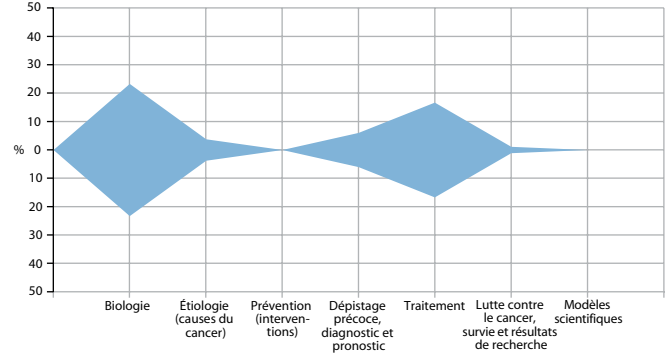 50
40
30
20
10
% 0
10
20
30
40
50
Biologie
Étiologie
(causes du
cancer)
Prévention
(interven-
tions)
Dépistage
précoce,
diagnostic et
pronostic
Traitement
Lutte contre
le cancer,
survie et résultats
de recherche
Modèles
scientifiques